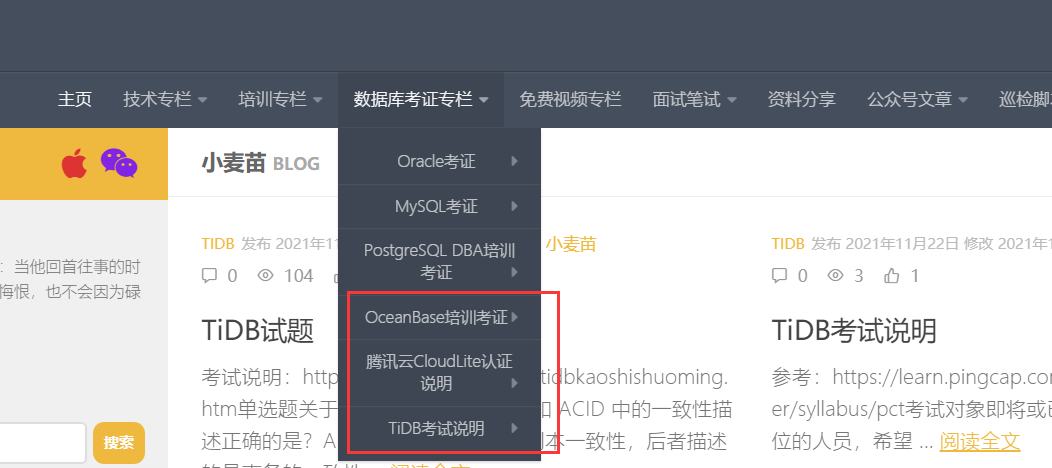 主页 技术专栏 培训专栏 数据库考证专栏 免费视频专栏 面试笔试 资料分享 公众号文章 巡检脚
Oracle考证
MySQL考证
PostgreSQL DBA培训
考证
OceanBase培训考证
腾讯云CloudLite认证
说明
TiDB考试说明
小麦苗 BLOG
：当他回首往事的时
悔恨，也不会因为碌
搜索
TIDB 发布 2021年11 小麦苗
0 104
TiDB试题
考试说明：http tidbkaoshishuoming.
htm单选题关于 和 ACID 中的一致性描
述正确的是？A 本一致性，后者描述
阅读全文
TIDB 发布 2021年11月22日 修改 2021年1
0 3 1
TiDB考试说明
参考：https://learn.pingcap.com
er/syllabus/pct考试对象即将或已
位的人员，希望 ... 阅读全文